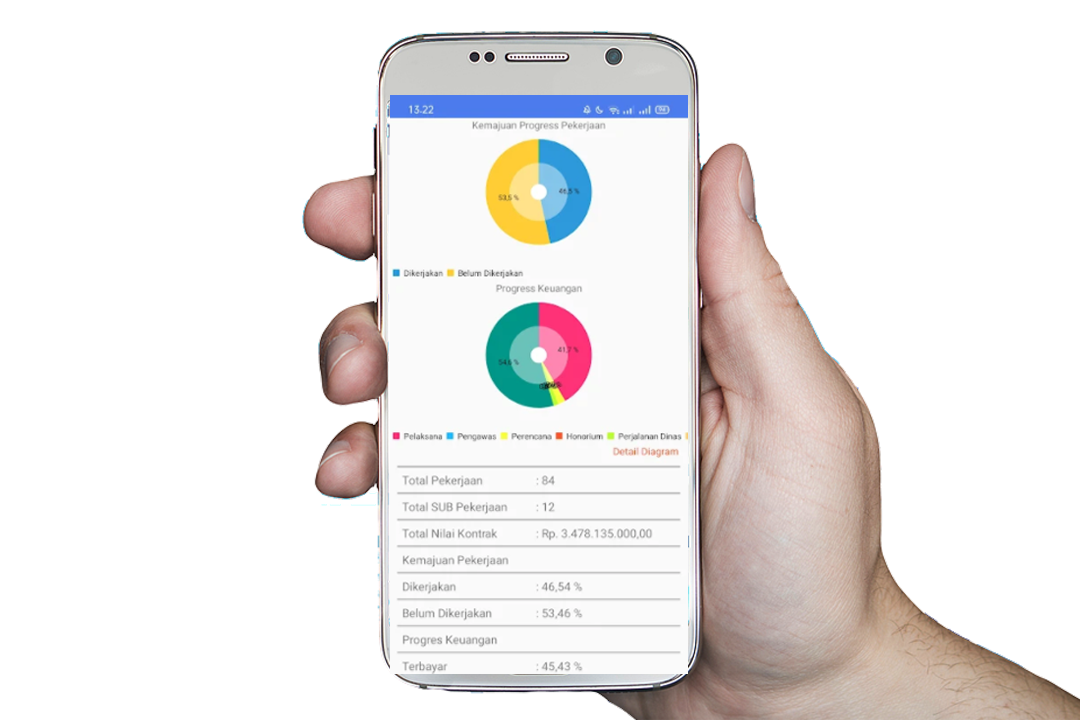 13.22
94
Kemajuan Progress Pekerjaan
53,5 %
46,5 %
Dikerjakan Belum Dikerjakan
Progress Keuangan
41,7 %
54,6 %
Pelaksana Pengawas Perencana Honorium Perjalanan Dinas
Detail Diagram
Total Pekerjaan : 84
Total SUB Pekerjaan : 12
Total Nilai Kontrak : Rp. 3.478.135.000,00
Kemajuan Pekerjaan
Dikerjakan : 46,54 %
Belum Dikerjakan : 53,46 %
Progres Keuangan
Terbayar : 45,43 %